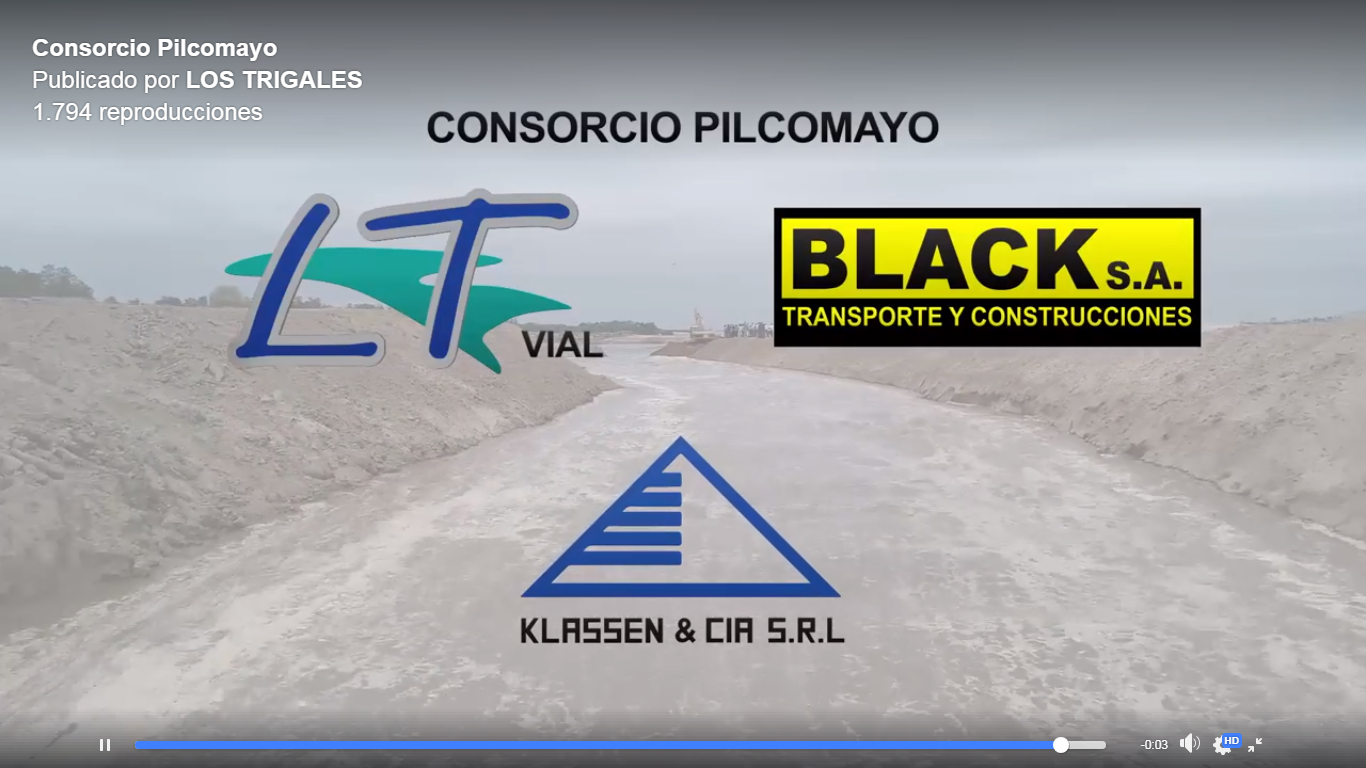 Consorcio Pilcomayo
Publicado por LOS TRIGALES
1.794 reproducciones
CONSORCIO PILCOMAYO
LT
VIAL
BLACK S.A.
TRANSPORTE Y CONSTRUCCIONES
KLASSEN & CIA S.R.L
-0:03
HD